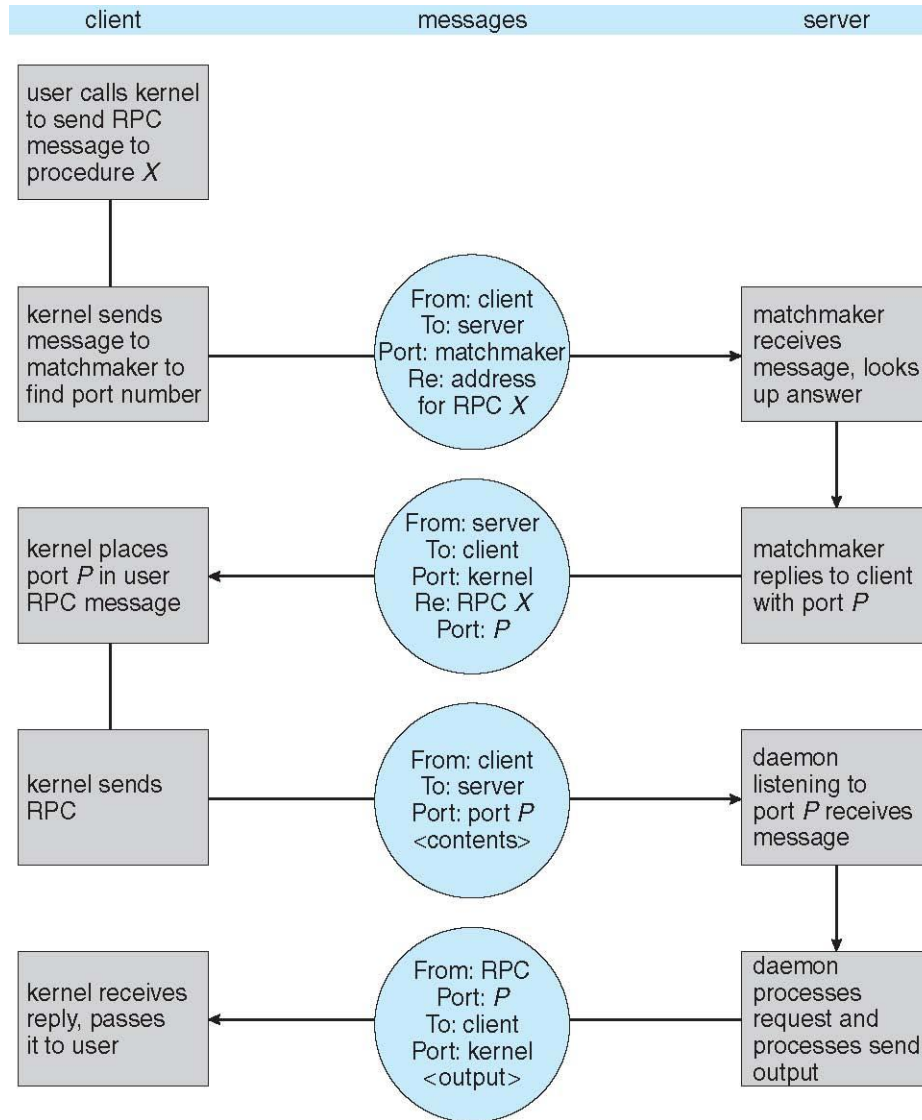 client
messages
server
user calls kernel
to send RPC
message to
procedure X
kernel sends
message to
matchmaker to
find port number
From: client
To: server
Port: matchmaker
Re: address
for RPC X
matchmaker
receives
message, looks
up answer
kernel places
port P in user
RPC message
From: server
To: client
Port: kernel
Re: RPC X
Port: P
matchmaker
replies to client
with port P
kernel sends
RPC
From: client
To: server
Port: port P
<contents>
daemon
listening to
port P receives
message
kernel receives
reply, passes
it to user
From: RPC
Port: P
To: client
Port: kernel
<output>
daemon
processes
request and
processes send
output